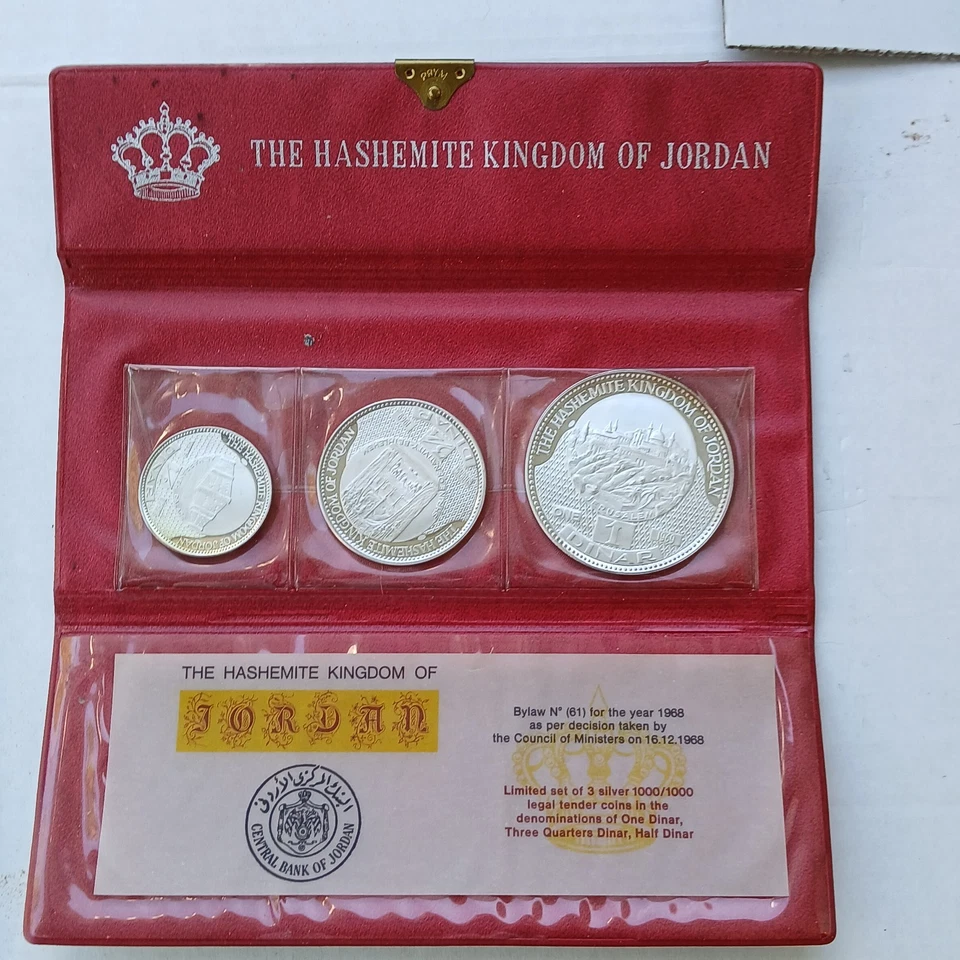 PRYM
THE HASHEMITE KINGDOM OF JORDAN
THE HASHEMITE KINGDOM OF JORDAN
THE HASHEMITE KINGDOM OF JORDAN
THE HASHEMITE KINGDOM OF JORDAN
1
DINAR
THE HASHEMITE KINGDOM OF
JORDAN
البنك المركزي الأردني
CENTRAL BANK OF JORDAN
Bylaw N° (61) for the year 1968
as per decision taken by
the Council of Ministers on 16.12.1968
Limited set of 3 silver 1000/1000
legal tender coins in the
denominations of One Dinar,
Three Quarters Dinar, Half Dinar